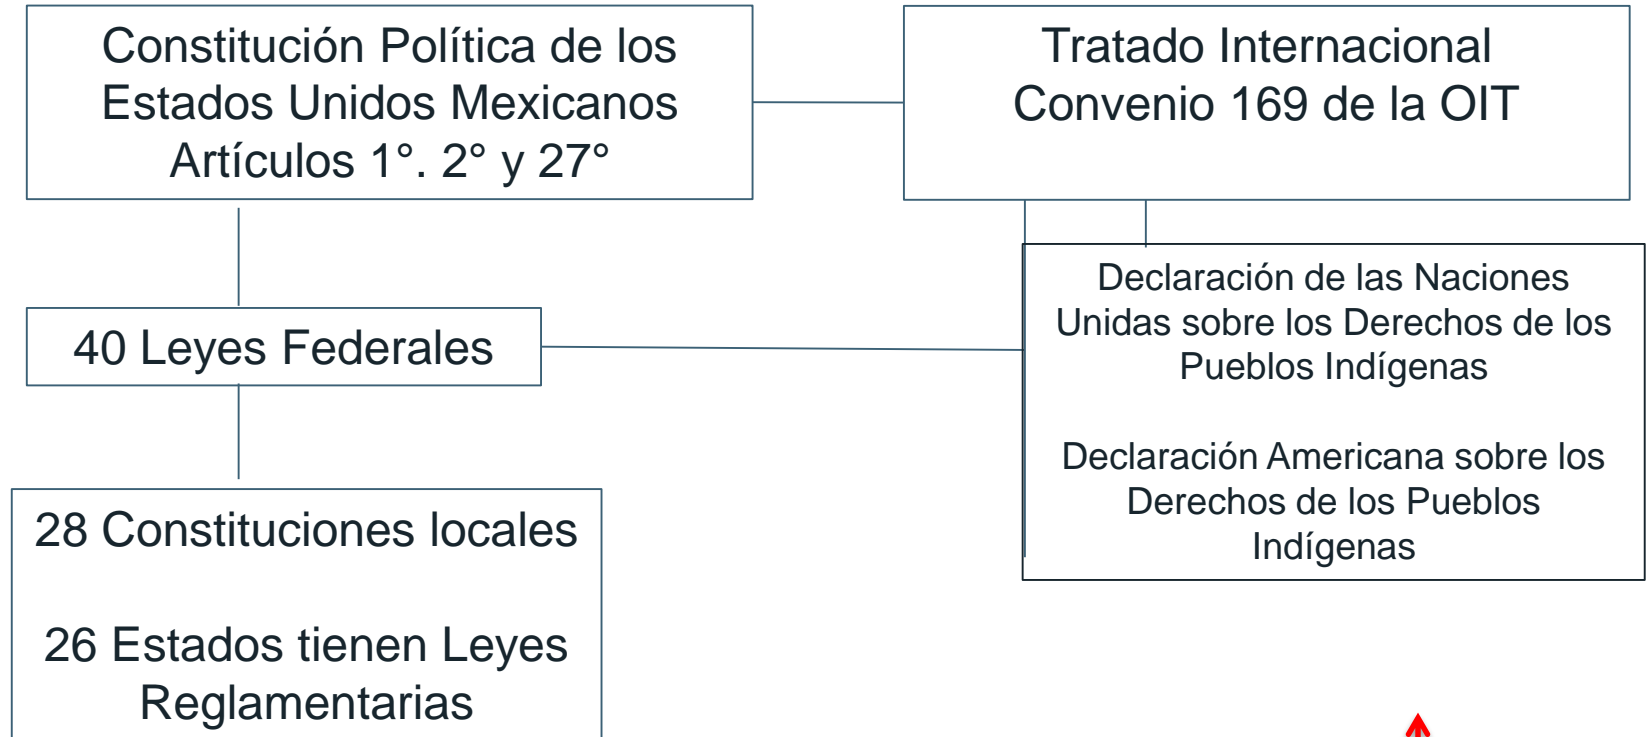 Constitución Política de los
Estados Unidos Mexicanos
Artículos 1°. 2° y 27°
Tratado Internacional
Convenio 169 de la OIT
40 Leyes Federales
Declaración de las Naciones
Unidas sobre los Derechos de los
Pueblos Indígenas
Declaración Americana sobre los
Derechos de los Pueblos
Indígenas
28 Constituciones locales
26 Estados tienen Leyes
Reglamentarias